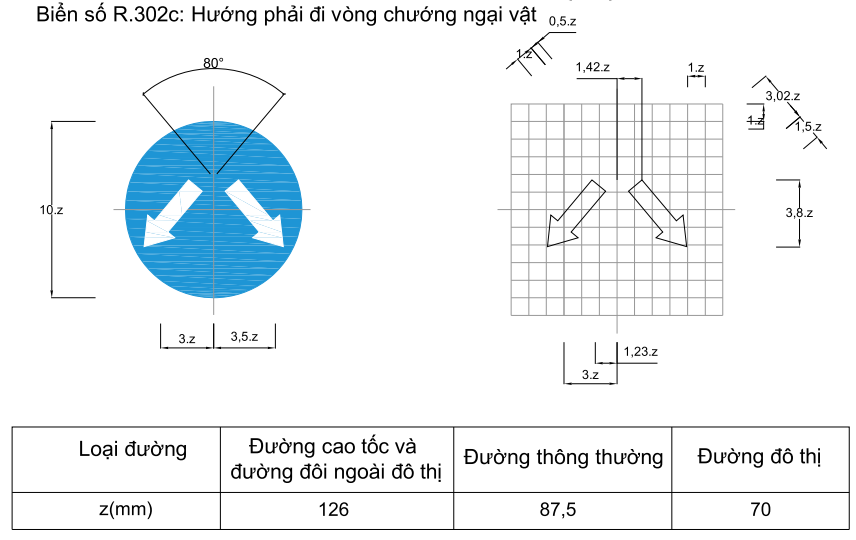 Biển số R.302c: Hướng phải đi vòng chướng ngại vật
0,5.z
1.z
80°
1,42.z
1.z
3,02.z
1.z
1,5.z
10.z
3,8.z
3.z
3,5.z
1,23.z
3.z
Loại đường
Đường cao tốc và
đường đôi ngoài đô thị
Đường thông thường
Đường đô thị
z(mm)
126
87,5
70